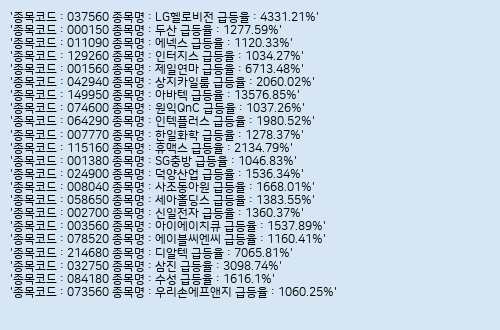 '종목코드 : 037560 종목명 : LG헬로비전 급등율 : 4331.21%'
'종목코드 : 000150 종목명 : 두산 급등율 : 1277.59%'
'종목코드 : 011090 종목명 : 에넥스 급등율 : 1120.33%'
'종목코드 : 129260 종목명 : 인터지스 급등율 : 1034.27%'
'종목코드 : 001560 종목명 : 제일연마 급등율 : 6713.48%'
'종목코드 : 042940 종목명 : 상지카일룸 급등율 : 2060.02%'
'종목코드 : 149950 종목명 : 아바텍 급등율 : 13576.85%'
'종목코드 : 074600 종목명 : 원익QnC 급등율 : 1037.26%'
'종목코드 : 064290 종목명 : 인텍플러스 급등율 : 1980.52%'
'종목코드 : 007770 종목명 : 한일화학 급등율 : 1278.37%'
'종목코드 : 115160 종목명 : 휴맥스 급등율 : 2134.79%'
'종목코드 : 001380 종목명 : SG충방 급등율 : 1046.83%'
'종목코드 : 024900 종목명 : 덕양산업 급등율 : 1536.34%'
'종목코드 : 008040 종목명 : 사조동아원 급등율 : 1668.01%'
'종목코드 : 058650 종목명 : 세아홀딩스 급등율 : 1383.55%'
'종목코드 : 002700 종목명 : 신일전자 급등율 : 1360.37%'
'종목코드 : 003560 종목명 : 아이에이치큐 급등율 : 1537.89%'
'종목코드 : 078520 종목명 : 에이블씨엔씨 급등율 : 1160.41%'
'종목코드 : 214680 종목명 : 디알텍 급등율 : 7065.81%'
'종목코드 : 032750 종목명 : 삼진 급등율 : 3098.74%'
'종목코드 : 084180 종목명 : 수성 급등율 : 1616.1%'
'종목코드 : 073560 종목명 : 우리손에프앤지 급등율 : 1060.25%'